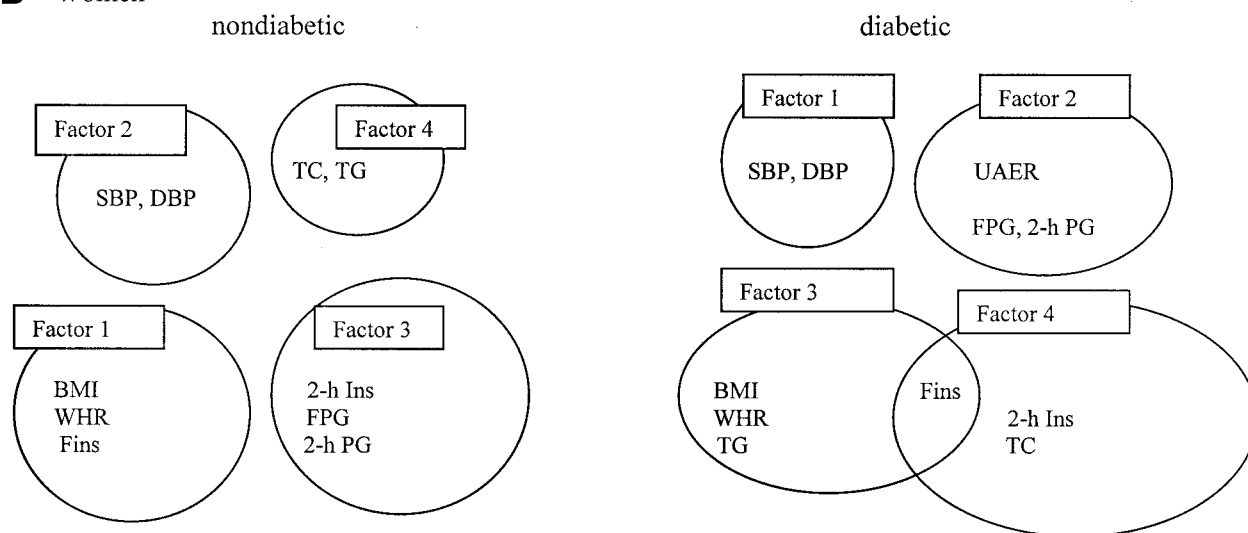 nondiabetic
diabetic
Factor 2
SBP, DBP
Factor 4
TC, TG
Factor 1
BMI
WHR
Fins
Factor 3
2-h Ins
FPG
2-h PG
Factor 1
SBP, DBP
Factor 2
UAER
FPG, 2-h PG
Factor 3
BMI
WHR
TG
Fins
Factor 4
2-h Ins
TC